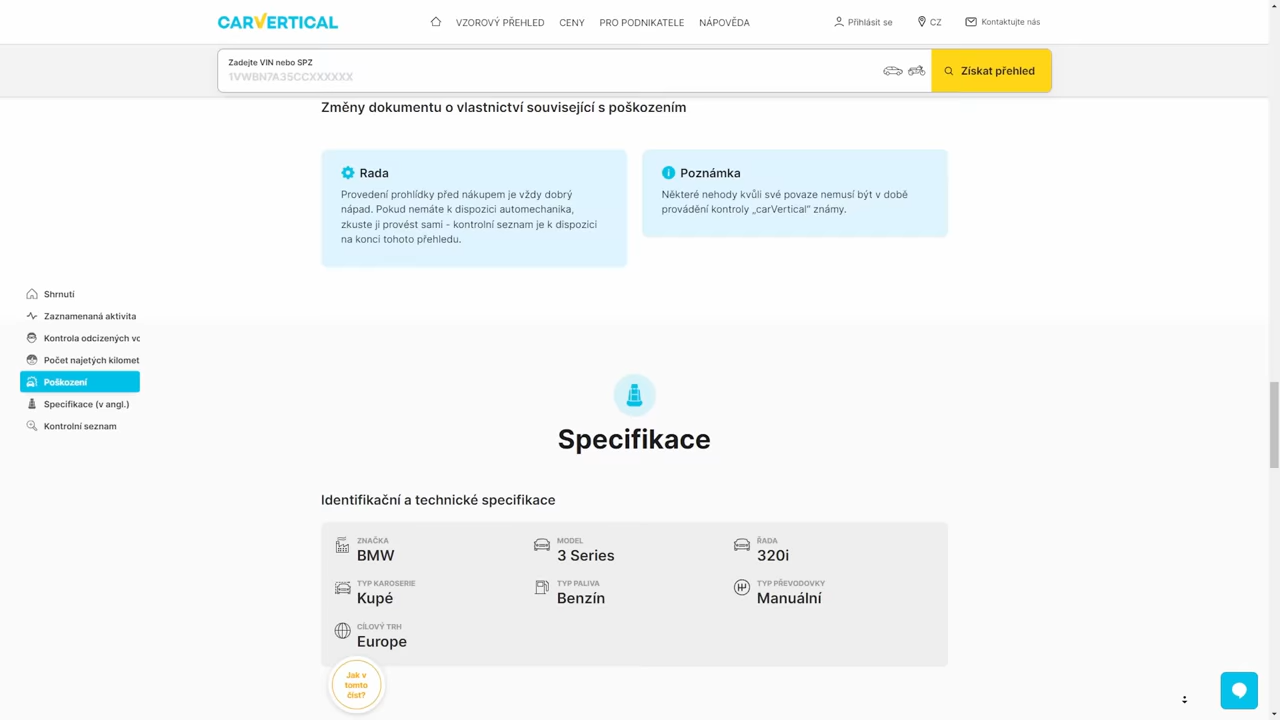 CARVERTICAL
VZOROVÝ PŘEHLED
CENY
PRO PODNIKATELE
NÁPOVĚDA
Přihlásit se
CZ
Kontaktujte nás
Zadejte VIN nebo SPZ
1VWBN7A35CCXXXXXX
Získat přehled
Změny dokumentu o vlastnictví související s poškozením
Rada
Provedení prohlídky před nákupem je vždy dobrý
nápad. Pokud nemáte k dispozici automechanika,
zkuste ji provést sami - kontrolní seznam je k dispozici
na konci tohoto přehledu.
Poznámka
Některé nehody kvůli své povaze nemusí být v době
provádění kontroly „carVertical“ známy.
Shrnutí
Zaznamenaná aktivita
Kontrola odcizených vo
Počet najetých kilomet
Poškození
Specifikace (v angl.)
Kontrolní seznam
Specifikace
Identifikační a technické specifikace
ZNAČKA
BMW
MODEL
3 Series
ŘADA
320i
TYP KAROSERIE
Kupé
TYP PALIVA
Benzín
TYP PŘEVODOVKY
Manuální
CÍLOVÝ TRH
Europe
Jak v
tomto
číst?